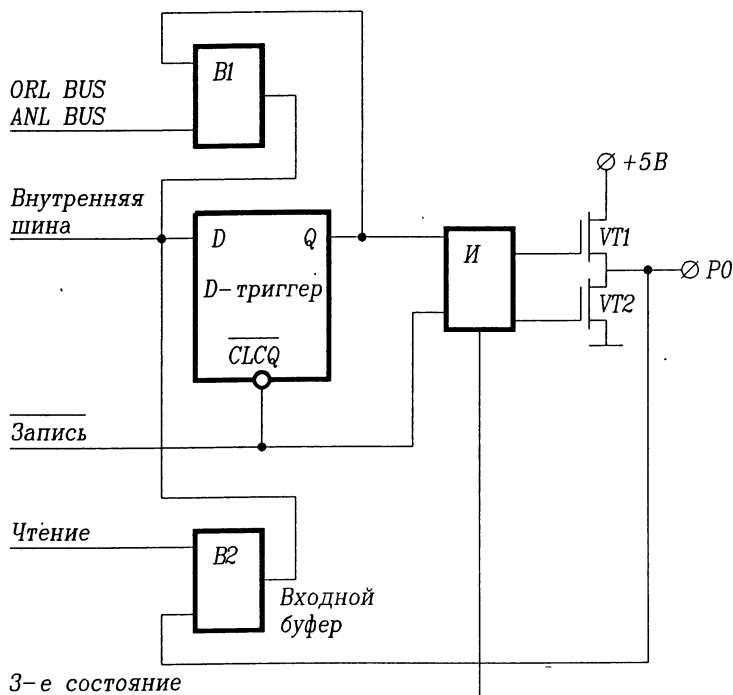 ORL BUS
ANL BUS
B1
+5В
Внутренняя
шина
D
Q
И
VT1
P0
D-триггер
VT2
CLCQ
Запись
Чтение
B2
Входной
буфер
3-е состояние